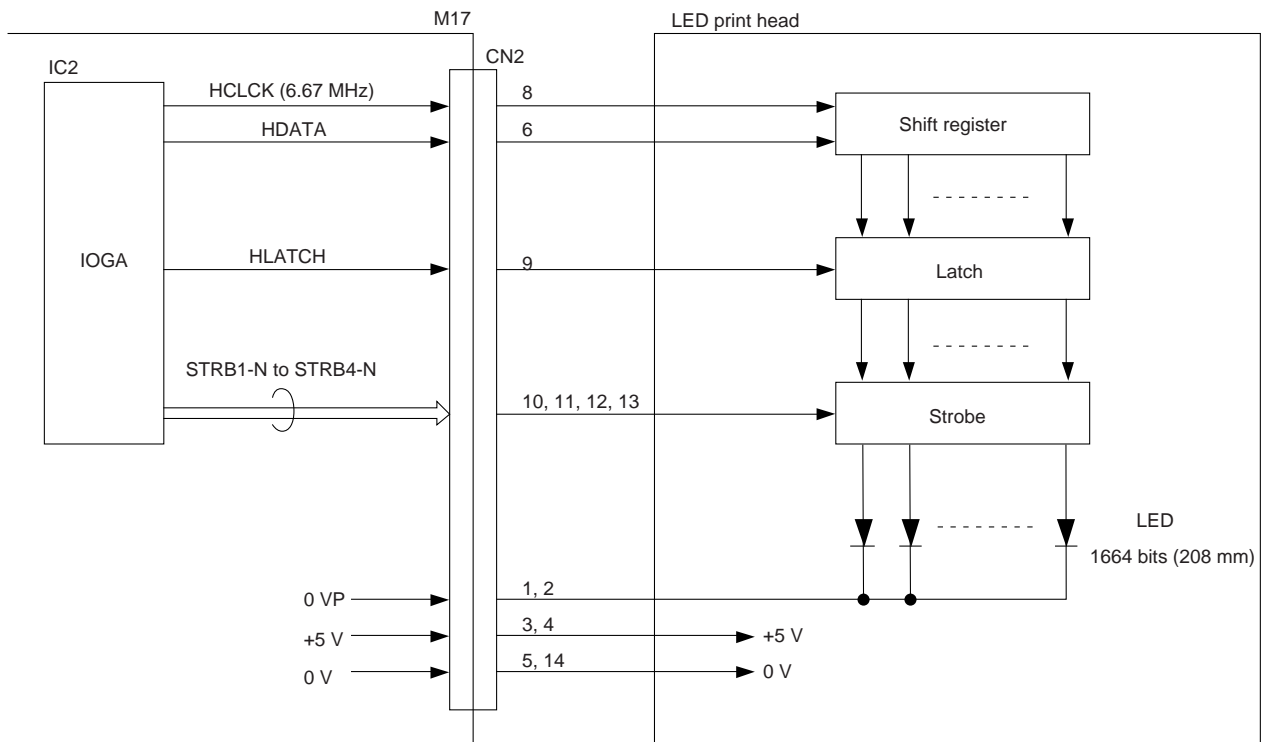 M17
LED print head
CN2
IC2
HCLCK (6.67 MHz)
8
HDATA
6
Shift register
IOGA
HLATCH
9
Latch
STRB1-N to STRB4-N
10, 11, 12, 13
Strobe
LED
1664 bits (208 mm)
0 VP
1, 2
+5 V
3, 4
+5 V
0 V
5, 14
0 V